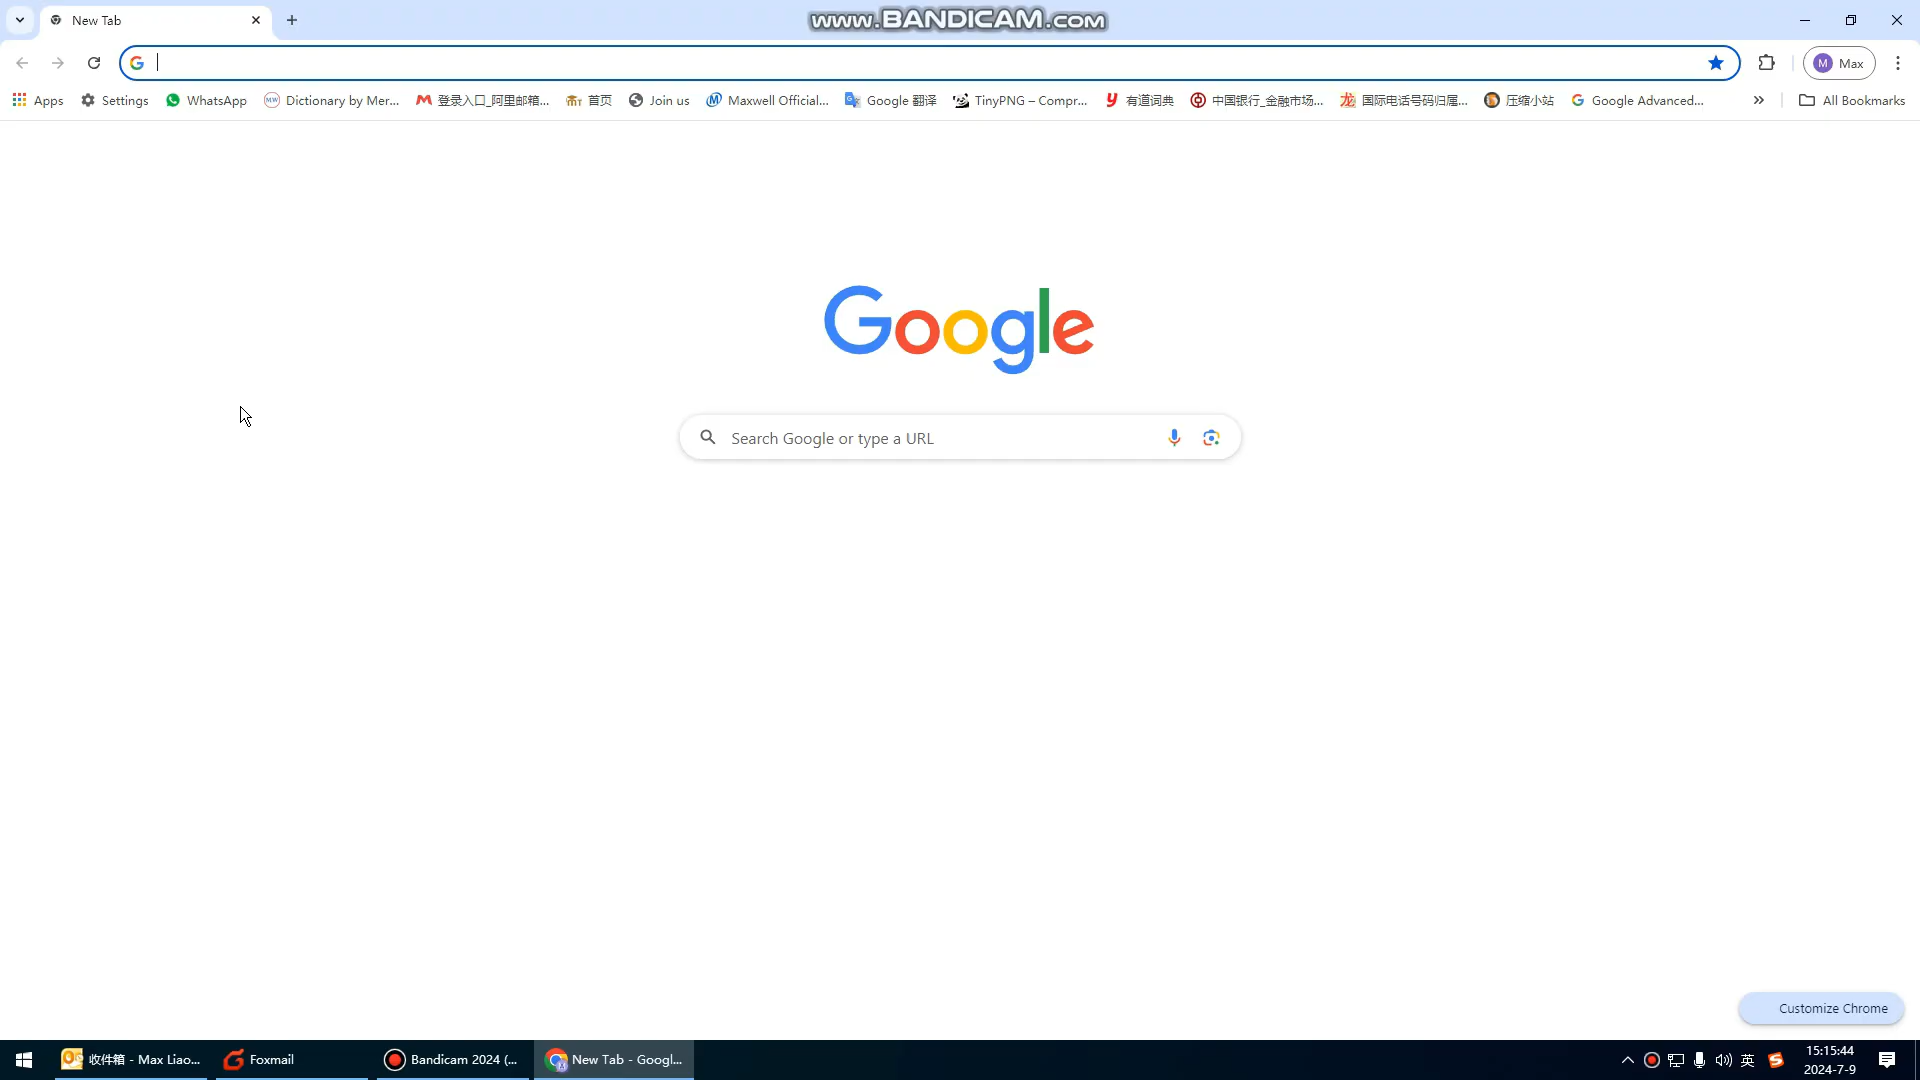 New Tab
www.BANDICAM.com
Max
Apps
Settings
WhatsApp
Dictionary by Mer...
登录入口_阿里邮箱...
首页
Join us
Maxwell Official...
Google 翻译
TinyPNG – Compr...
有道词典
中国银行_金融市场...
国际电话号码归属...
压缩小站
Google Advanced...
All Bookmarks
Google
Search Google or type a URL
Customize Chrome
收件箱 - Max Liao...
Foxmail
Bandicam 2024 (...
New Tab - Googl...
英
15:15:44
2024-7-9